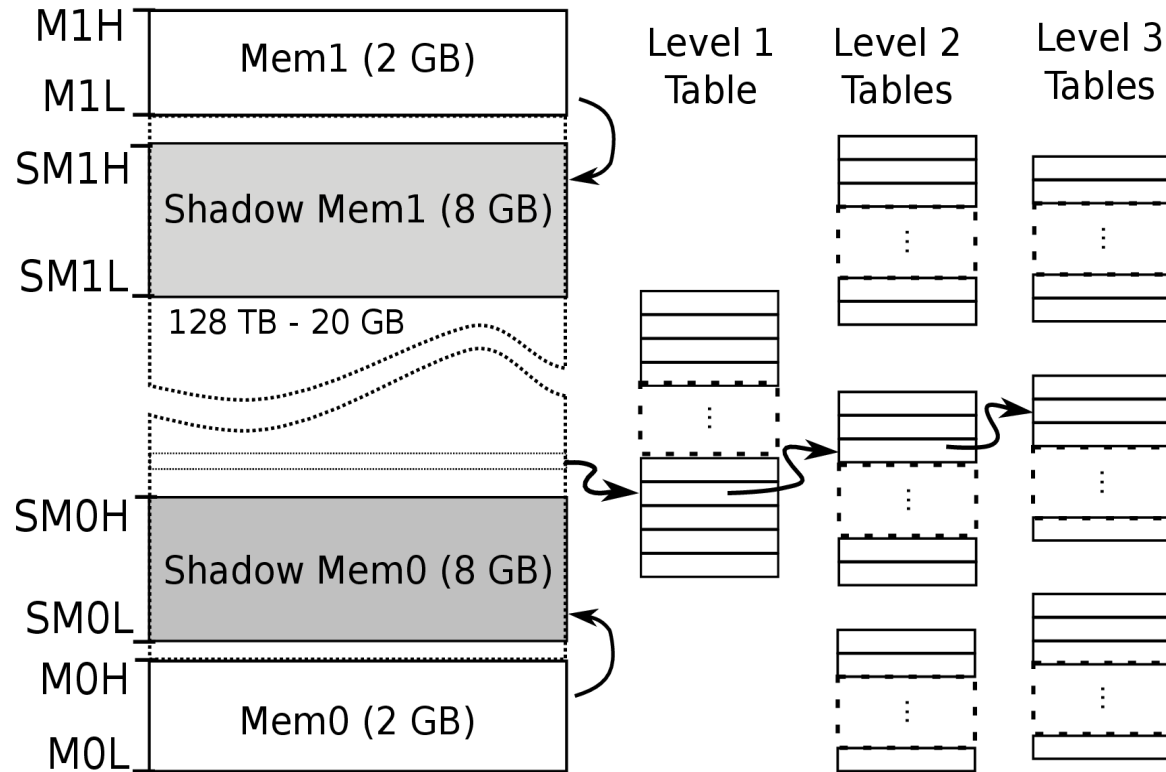 M1H
Mem1 (2 GB)
M1L
SM1H
Shadow Mem1 (8 GB)
SM1L
128 TB - 20 GB
SM0H
Shadow Mem0 (8 GB)
SM0L
M0H
Mem0 (2 GB)
M0L
Level 1
Table
...
Level 2
Tables
...
...
...
Level 3
Tables
...
...
...